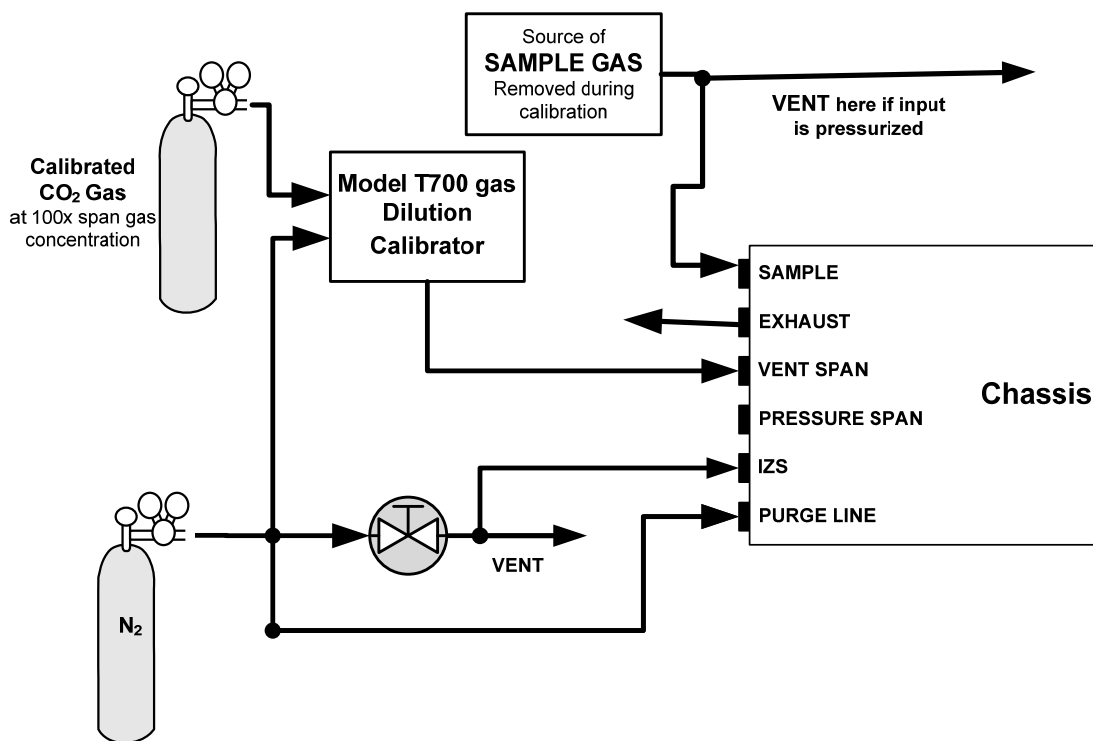 Source of
SAMPLE GAS
Removed during
calibration
VENT here if input
is pressurized
Calibrated
CO₂ Gas
at 100x span gas
concentration
Model T700 gas
Dilution
Calibrator
SAMPLE
EXHAUST
VENT SPAN
PRESSURE SPAN
IZS
PURGE LINE
Chassis
VENT
N₂